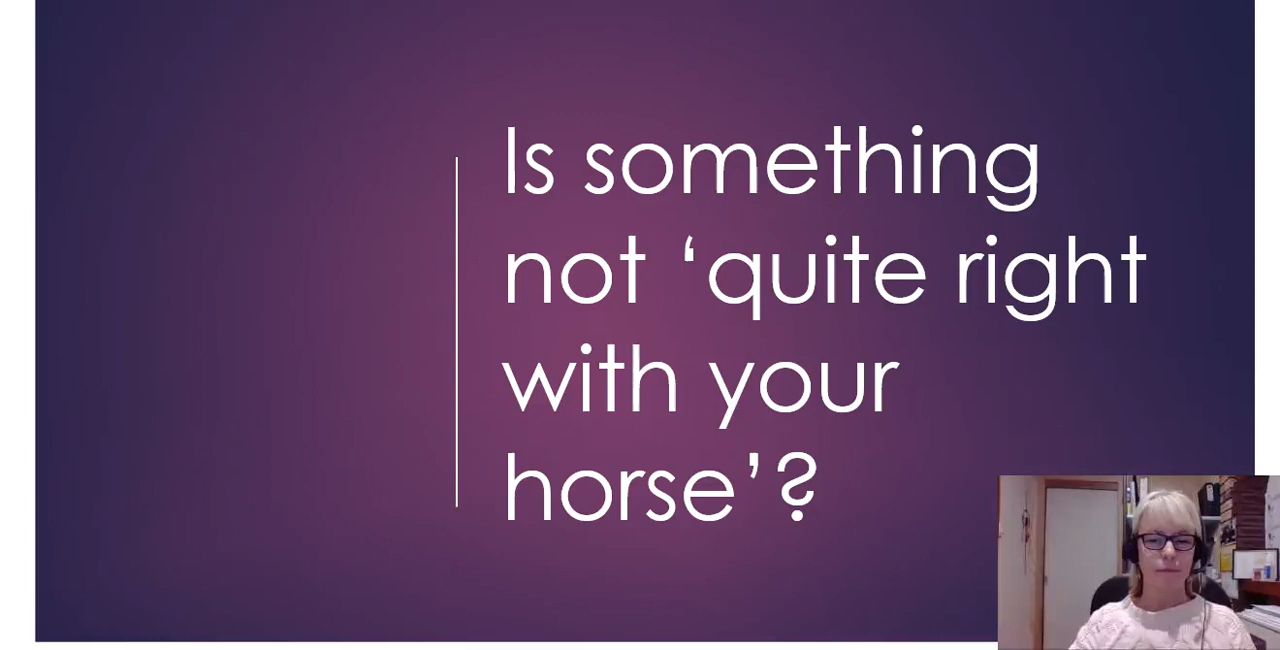 Is something
not ‘quite right
with your
horse’?